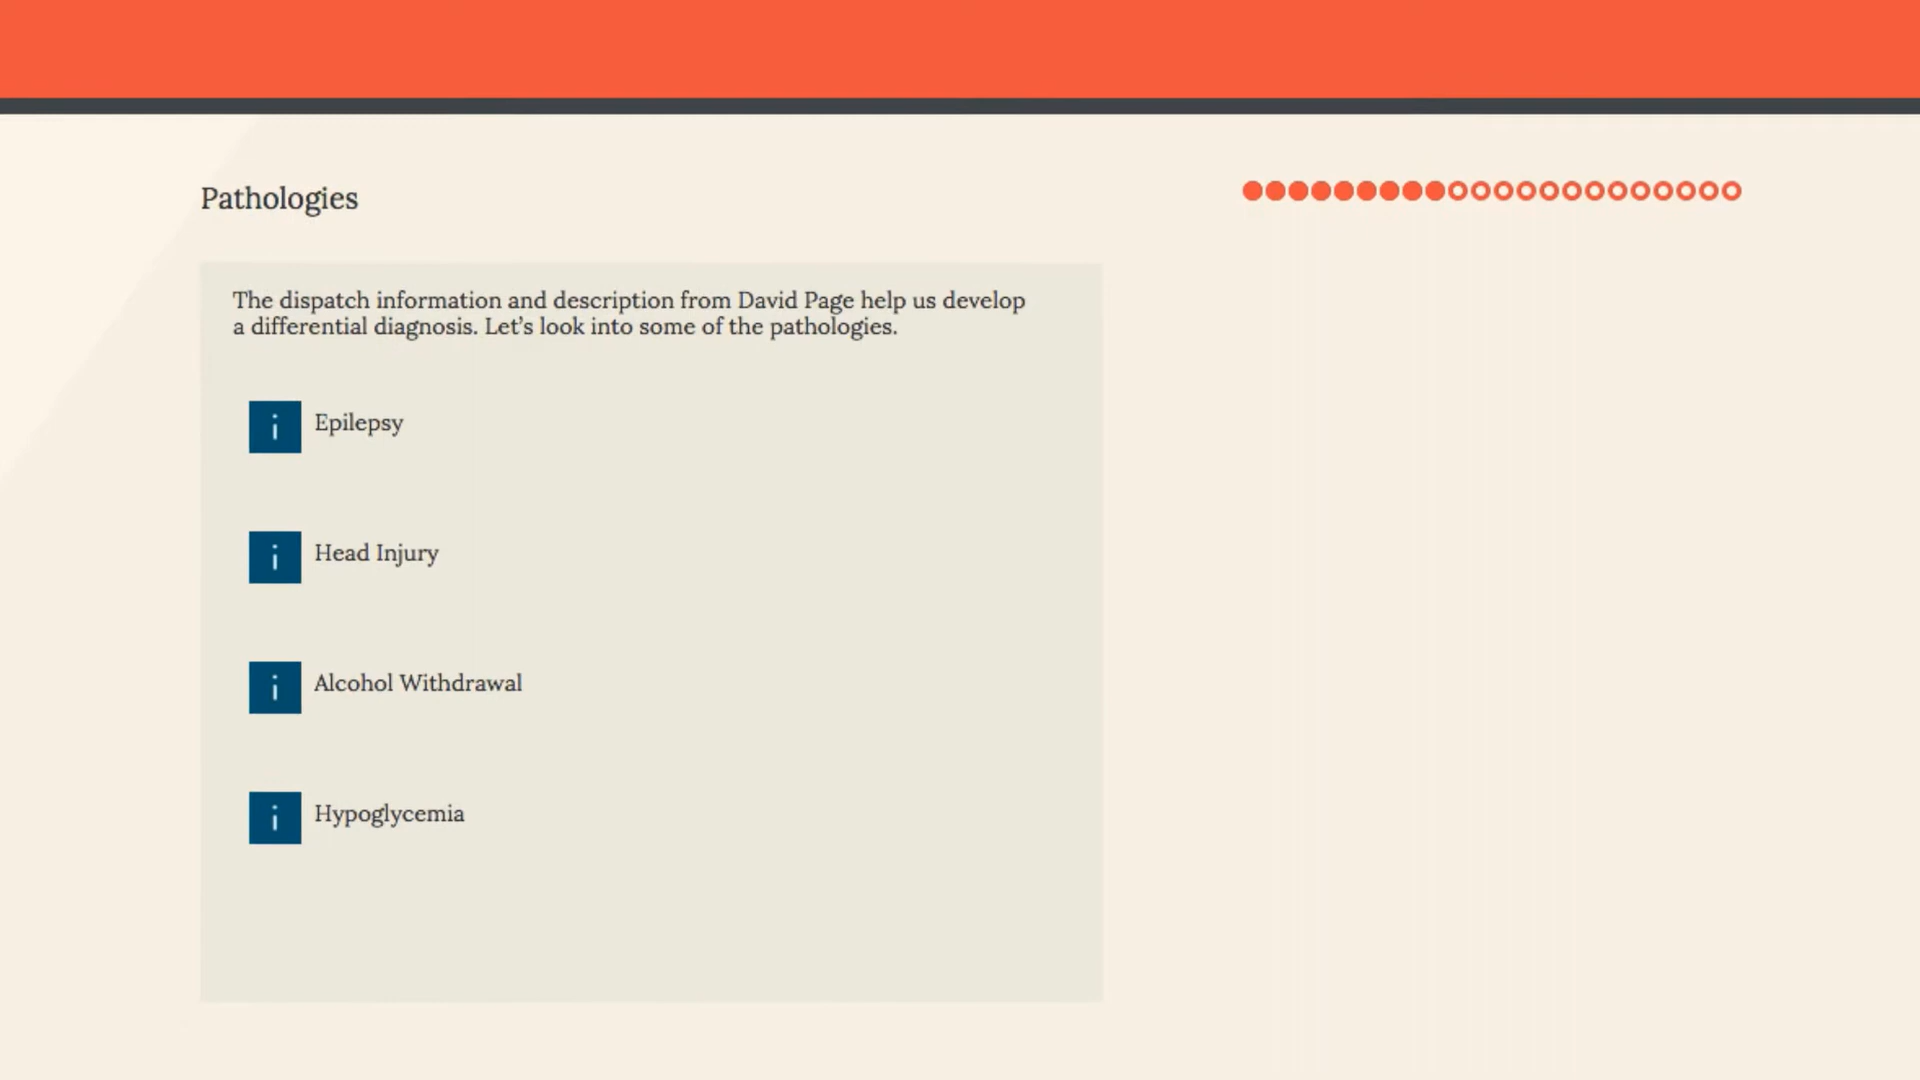 Pathologies
The dispatch information and description from David Page help us develop
a differential diagnosis. Let’s look into some of the pathologies.
i Epilepsy
i Head Injury
i Alcohol Withdrawal
i Hypoglycemia